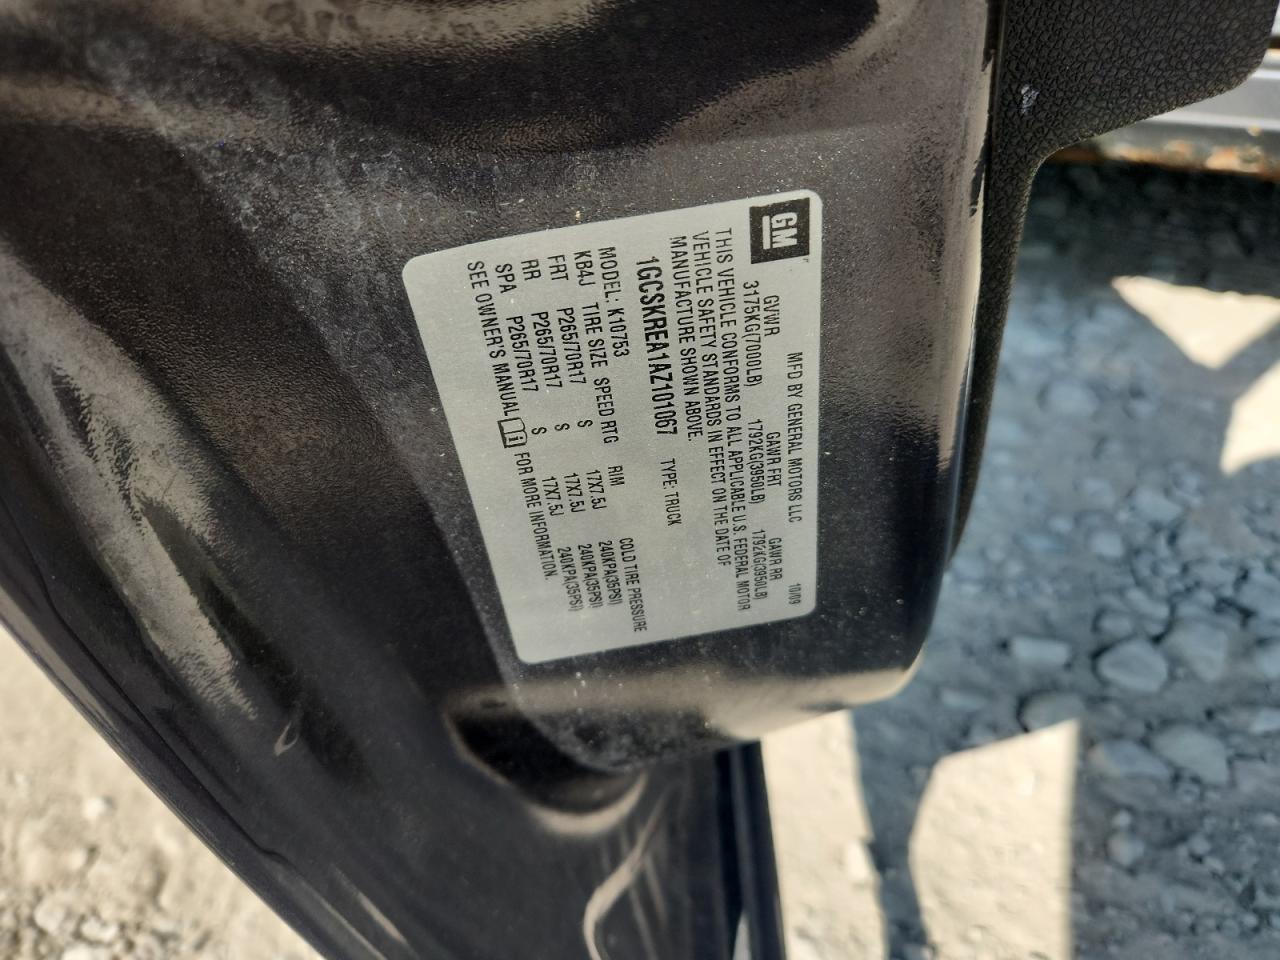 GM
MFD BY GENERAL MOTORS LLC 10/09
GVWR GAWR FRT GAWR RR
3175KG(7000LB) 1792KG(3950LB) 1792KG(3950LB)
THIS VEHICLE CONFORMS TO ALL APPLICABLE U.S. FEDERAL MOTOR
VEHICLE SAFETY STANDARDS IN EFFECT ON THE DATE OF
MANUFACTURE SHOWN ABOVE.
1GCSKREA1AZ101067 TYPE: TRUCK
MODEL: K10753
KB4J TIRE SIZE SPEED RTG RIM COLD TIRE PRESSURE
FRT P265/70R17 S 17X7.5J 240KPA(35PSI)
RR P265/70R17 S 17X7.5J 240KPA(35PSI)
SPA P265/70R17 S 17X7.5J 240KPA(35PSI)
SEE OWNER'S MANUAL FOR MORE INFORMATION.